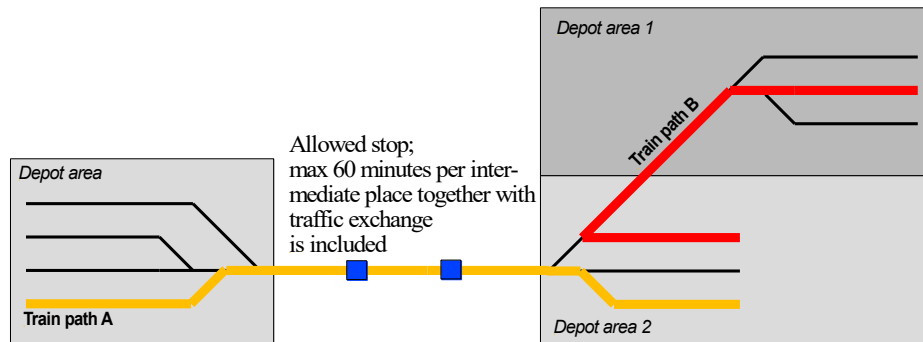 Depot area 1
Train path B
Allowed stop;
max 60 minutes per inter-
mediate place together with
traffic exchange
is included
Depot area
Train path A
Depot area 2